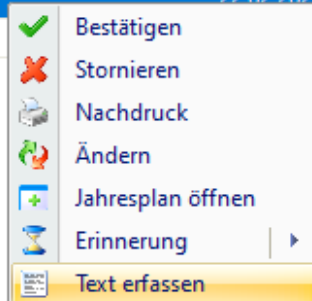 Bestätigen
Stornieren
Nachdruck
Ändern
Jahresplan öffnen
Erinnerung
Text erfassen